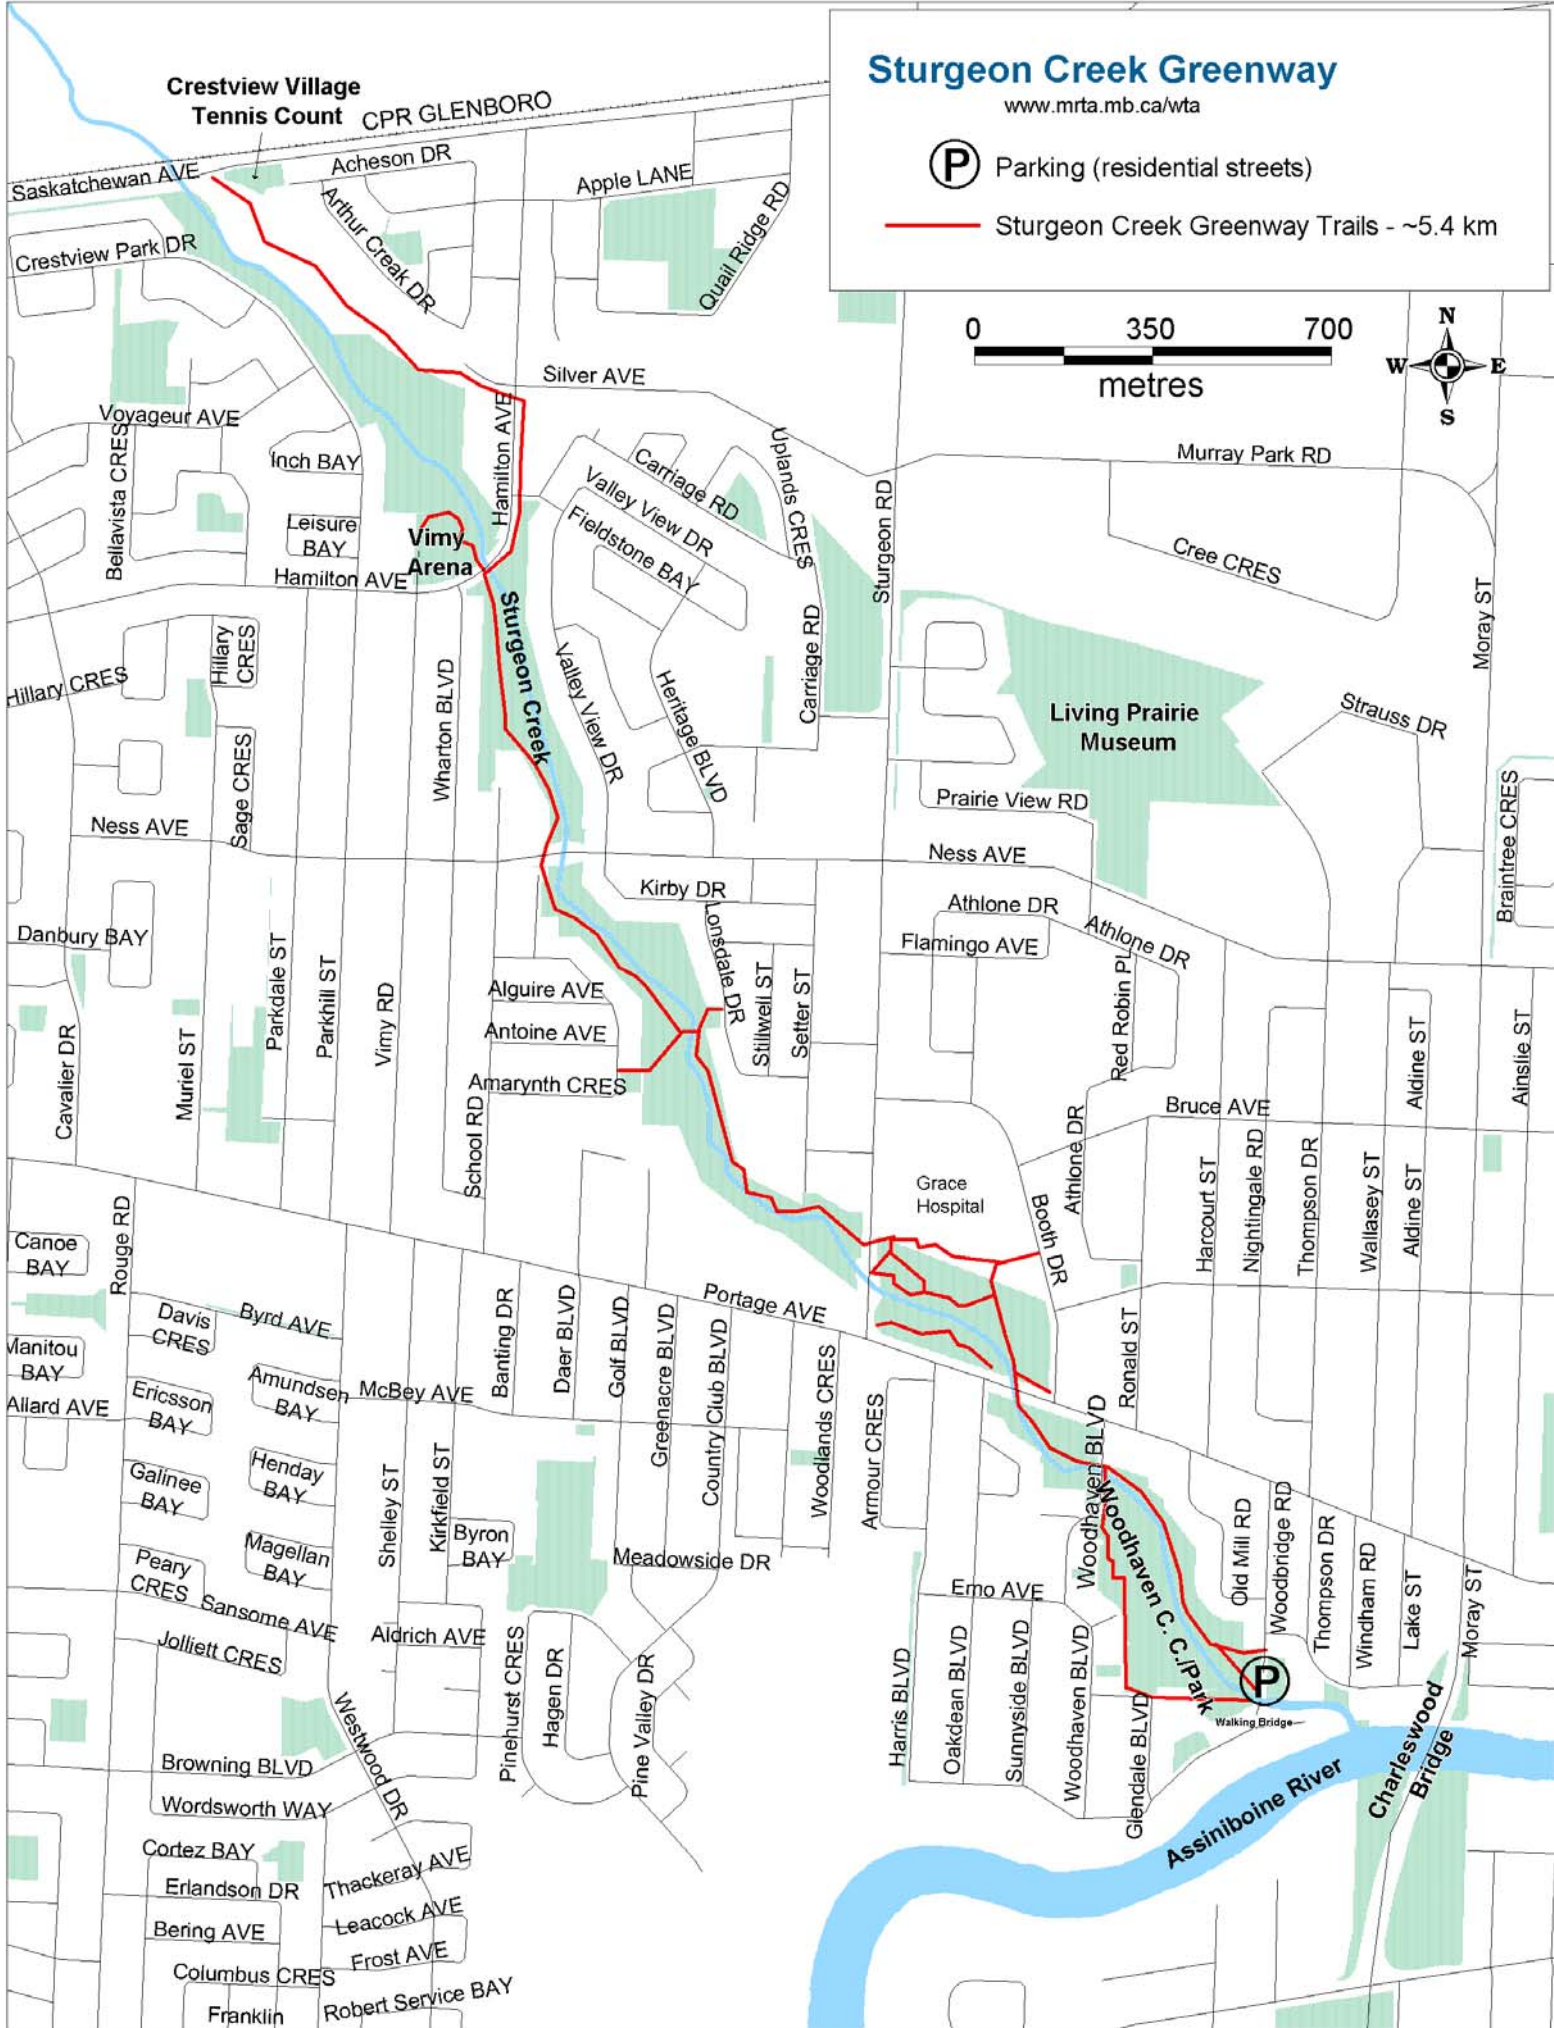 Sturgeon Creek Greenway
www.mrta.mb.ca/wta
P
Parking (residential streets)
Sturgeon Creek Greenway Trails - ~5.4 km
0 350 700
metres
N
W E
S
Crestview Village
Tennis Count
CPR GLENBORO
Saskatchewan AVE
Acheson DR
Apple LANE
Arthur Creak DR
Quail Ridge RD
Crestview Park DR
Silver AVE
Voyageur AVE
Hamilton AVE
Murray Park RD
Bellavista CRES
Inch BAY
Carriage RD
Uplands CRES
Valley View DR
Leisure
BAY
Vimy
Arena
Fieldstone BAY
Sturgeon RD
Cree CRES
Hamilton AVE
Sturgeon Creek
Moray ST
Hillary
CRES
Hillary CRES
Wharton BLVD
Valley View DR
Heritage BLVD
Carriage RD
Living Prairie
Museum
Strauss DR
Sage CRES
Prairie View RD
Braintree CRES
Ness AVE
Ness AVE
Kirby DR
Athlone DR
Athlone DR
Danbury BAY
Flamingo AVE
Lonsdale DR
Parkdale ST
Parkhill ST
Vimy RD
Alguire AVE
Antoine AVE
Amarynth CRES
Stillwell ST
Setter ST
Red Robin PL
Cavalier DR
Muriel ST
School RD
Aldine ST
Ainslie ST
Bruce AVE
Athlone DR
Grace
Hospital
Booth DR
Harcourt ST
Nightingale RD
Thompson DR
Wallasey ST
Aldine ST
Rouge RD
Canoe
BAY
Davis
CRES
Byrd AVE
Portage AVE
Manitou
BAY
Banting DR
Daer BLVD
Golf BLVD
Greenacre BLVD
Country Club BLVD
Woodlands CRES
Ronald ST
Allard AVE
Ericsson
BAY
Amundsen
BAY
McBey AVE
Armour CRES
Woodhaven BLVD
Galinee
BAY
Henday
BAY
Shelley ST
Kirkfield ST
Byron
BAY
Magellan
BAY
Meadowside DR
Woodhaven BLVD
Woodhaven C. C./Park
Old Mill RD
Woodbridge RD
Thompson DR
Windham RD
Lake ST
Moray ST
Peary
CRES
Sansome AVE
Emo AVE
Jolliett CRES
Aldrich AVE
Pinehurst CRES
Hagen DR
Pine Valley DR
Harris BLVD
Oakdean BLVD
Sunnyside BLVD
Woodhaven BLVD
Glendale BLVD
P
Walking Bridge
Charleswood
Bridge
Westwood DR
Browning BLVD
Wordsworth WAY
Assiniboine River
Cortez BAY
Erlandson DR
Thackeray AVE
Bering AVE
Leacock AVE
Frost AVE
Columbus CRES
Franklin
Robert Service BAY